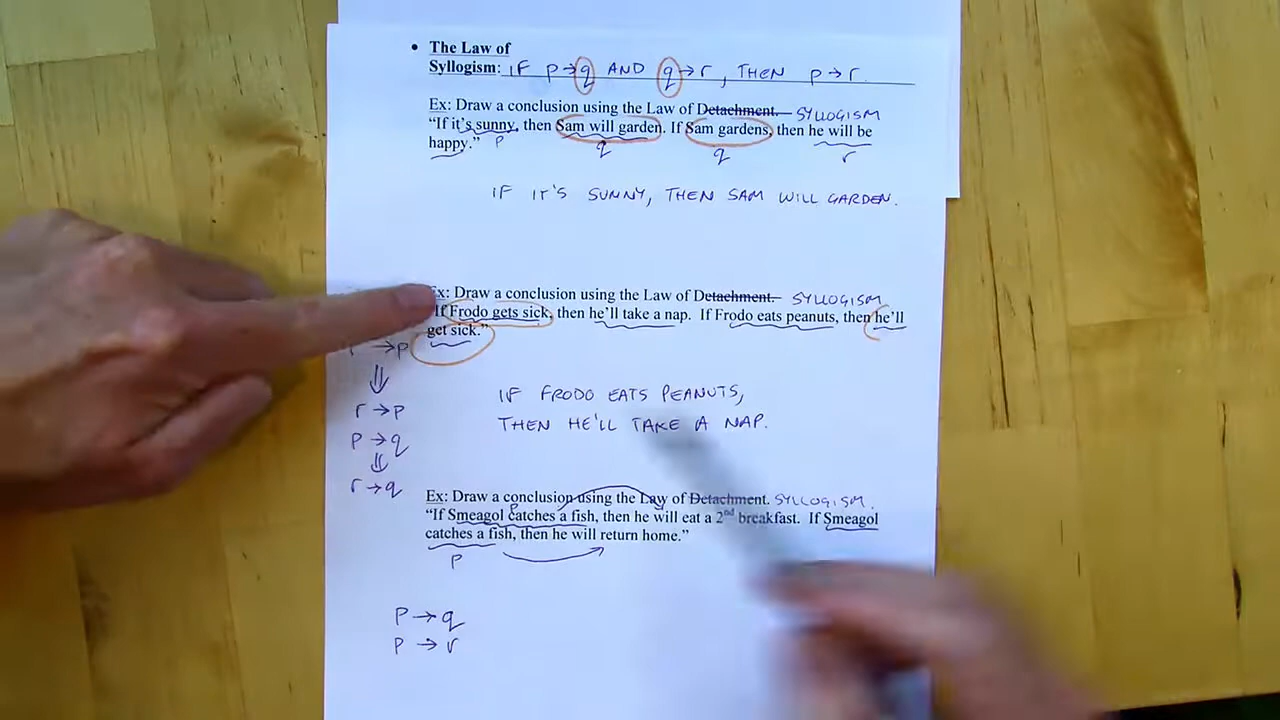 • The Law of
Syllogism: IF p→q AND q→r, THEN p→r.
Ex: Draw a conclusion using the Law of Detachment. SYLLOGISM
“If it’s sunny, then Sam will garden. If Sam gardens, then he will be
happy.” P
q q r
IF IT'S SUNNY, THEN SAM WILL GARDEN.
Ex: Draw a conclusion using the Law of Detachment. SYLLOGISM
If Frodo gets sick, then he’ll take a nap. If Frodo eats peanuts, then he’ll
get sick.”
→p
⇓
r→p
p→q
⇓
r→q
IF FRODO EATS PEANUTS,
THEN HE'LL TAKE A NAP.
Ex: Draw a conclusion using the Law of Detachment. SYLLOGISM.
P
“If Smeagol catches a fish, then he will eat a 2nd breakfast. If Smeagol
catches a fish, then he will return home.”
P
P→q
P→r